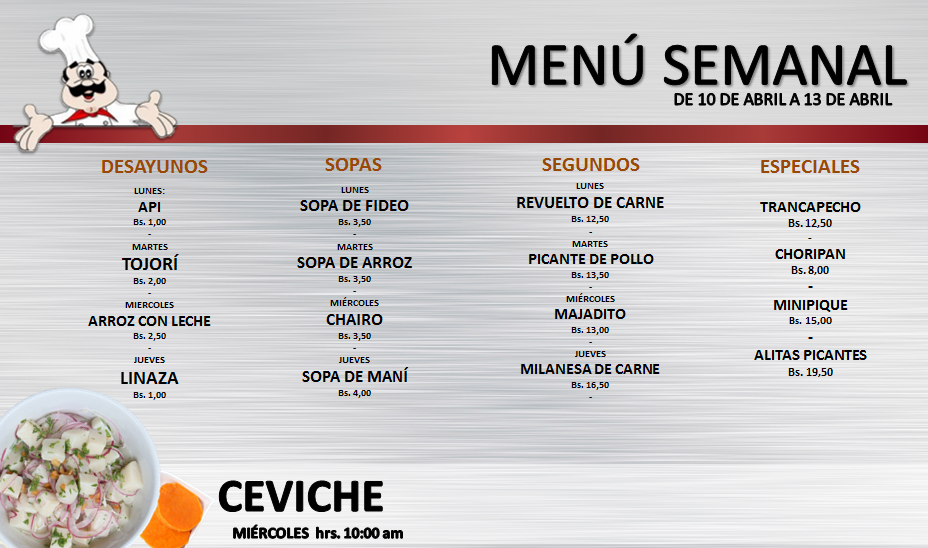 MENÚ SEMANAL
DE 10 DE ABRIL A 13 DE ABRIL
DESAYUNOS
LUNES:
API
Bs. 1,00
-
MARTES
TOJORÍ
Bs. 2,00
-
MIERCOLES
ARROZ CON LECHE
Bs. 2,50
-
JUEVES
LINAZA
Bs. 1,00
SOPAS
LUNES
SOPA DE FIDEO
Bs. 3,50
-
MARTES
SOPA DE ARROZ
Bs. 3,50
-
MIÉRCOLES
CHAIRO
Bs. 3,50
-
JUEVES
SOPA DE MANÍ
Bs. 4,00
SEGUNDOS
LUNES
REVUELTO DE CARNE
Bs. 12,50
-
MARTES
PICANTE DE POLLO
Bs. 13,50
-
MIÉRCOLES
MAJADITO
Bs. 13,00
-
JUEVES
MILANESA DE CARNE
Bs. 16,50
-
ESPECIALES
TRANCAPECHO
Bs. 12,50
-
CHORIPAN
Bs. 8,00
-
MINIPIQUE
Bs. 15,00
-
ALITAS PICANTES
Bs. 19,50
CEVICHE
MIÉRCOLES hrs. 10:00 am